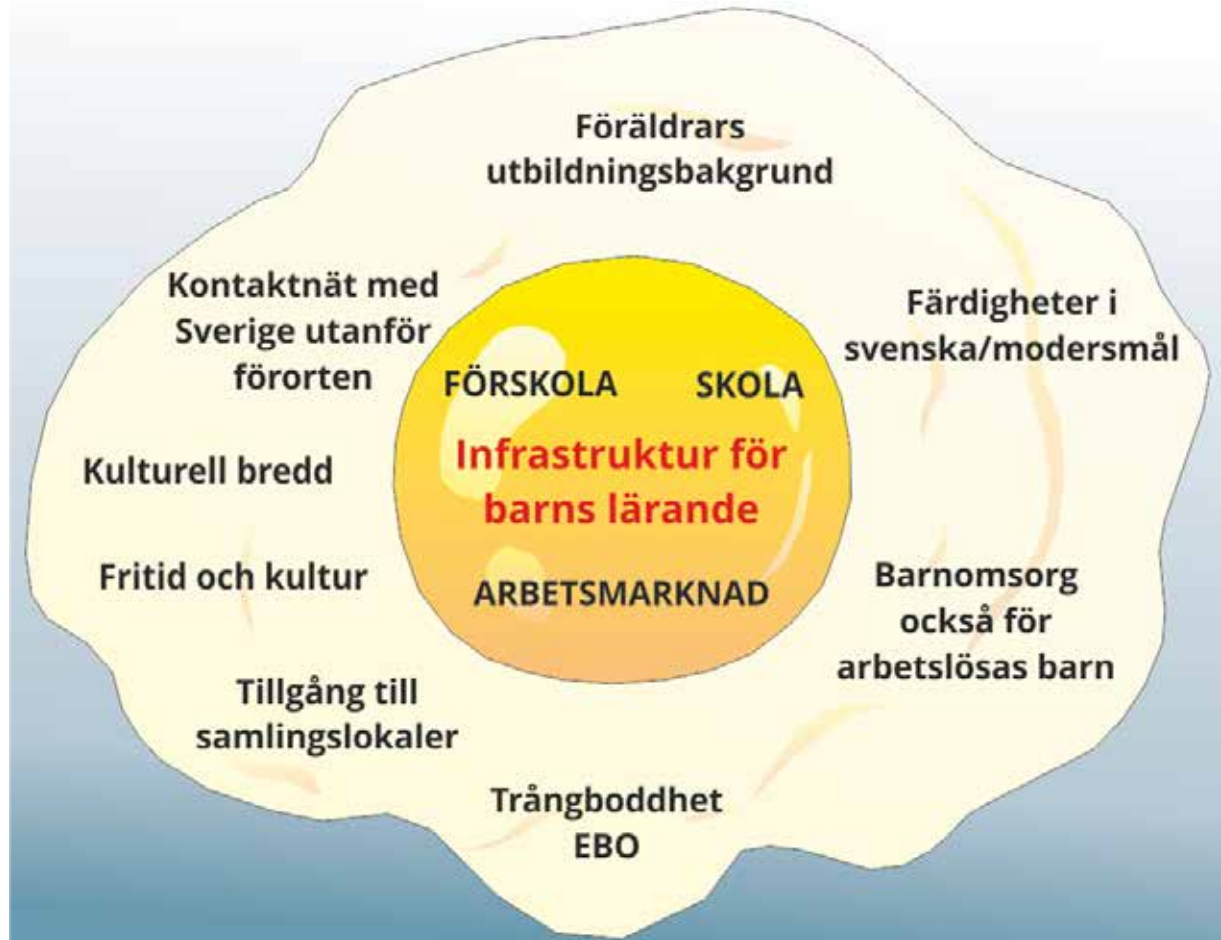 Föräldrars
utbildningsbakgrund
Kontaktnät med
Sverige utanför
förorten
Färdigheter i
svenska/modersmål
FÖRSKOLA SKOLA
Infrastruktur för
barns lärande
ARBETSMARKNAD
Kulturell bredd
Fritid och kultur
Barnomsorg
också för
arbetslösas barn
Tillgång till
samlingslokaler
Trångboddhet
EBO